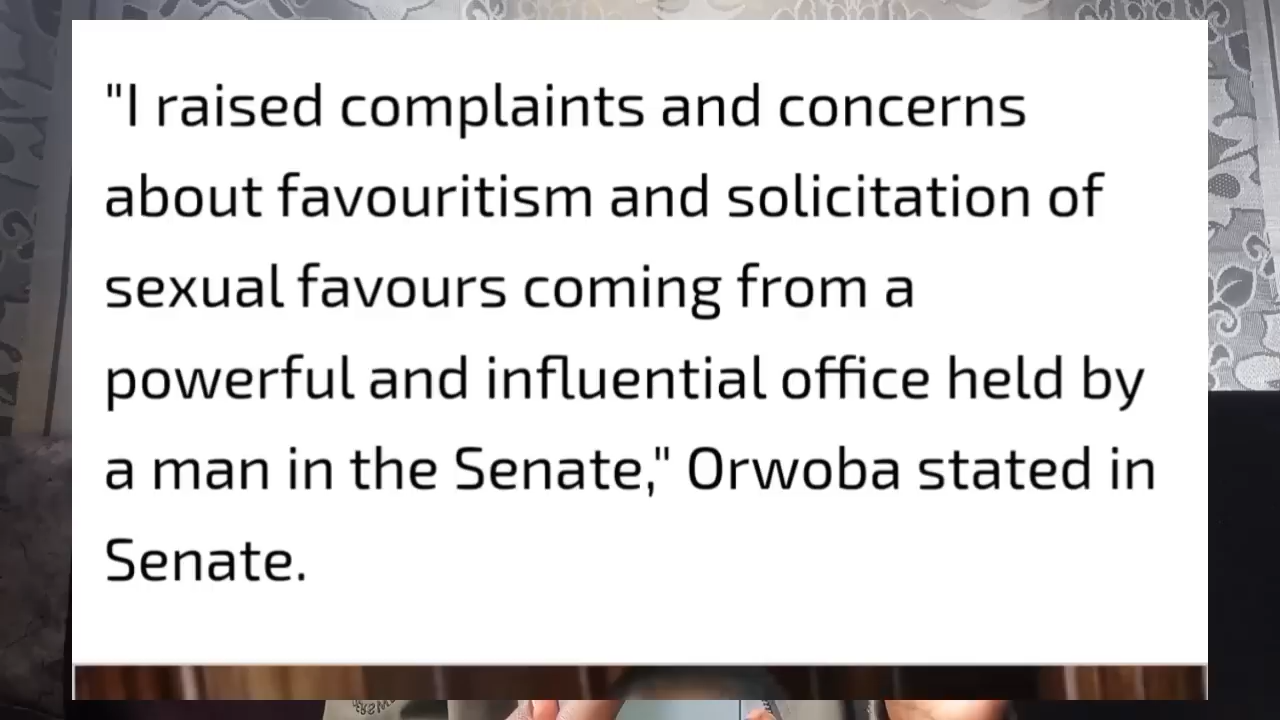 "I raised complaints and concerns
about favouritism and solicitation of
sexual favours coming from a
powerful and influential office held by
a man in the Senate," Orwoba stated in
Senate.